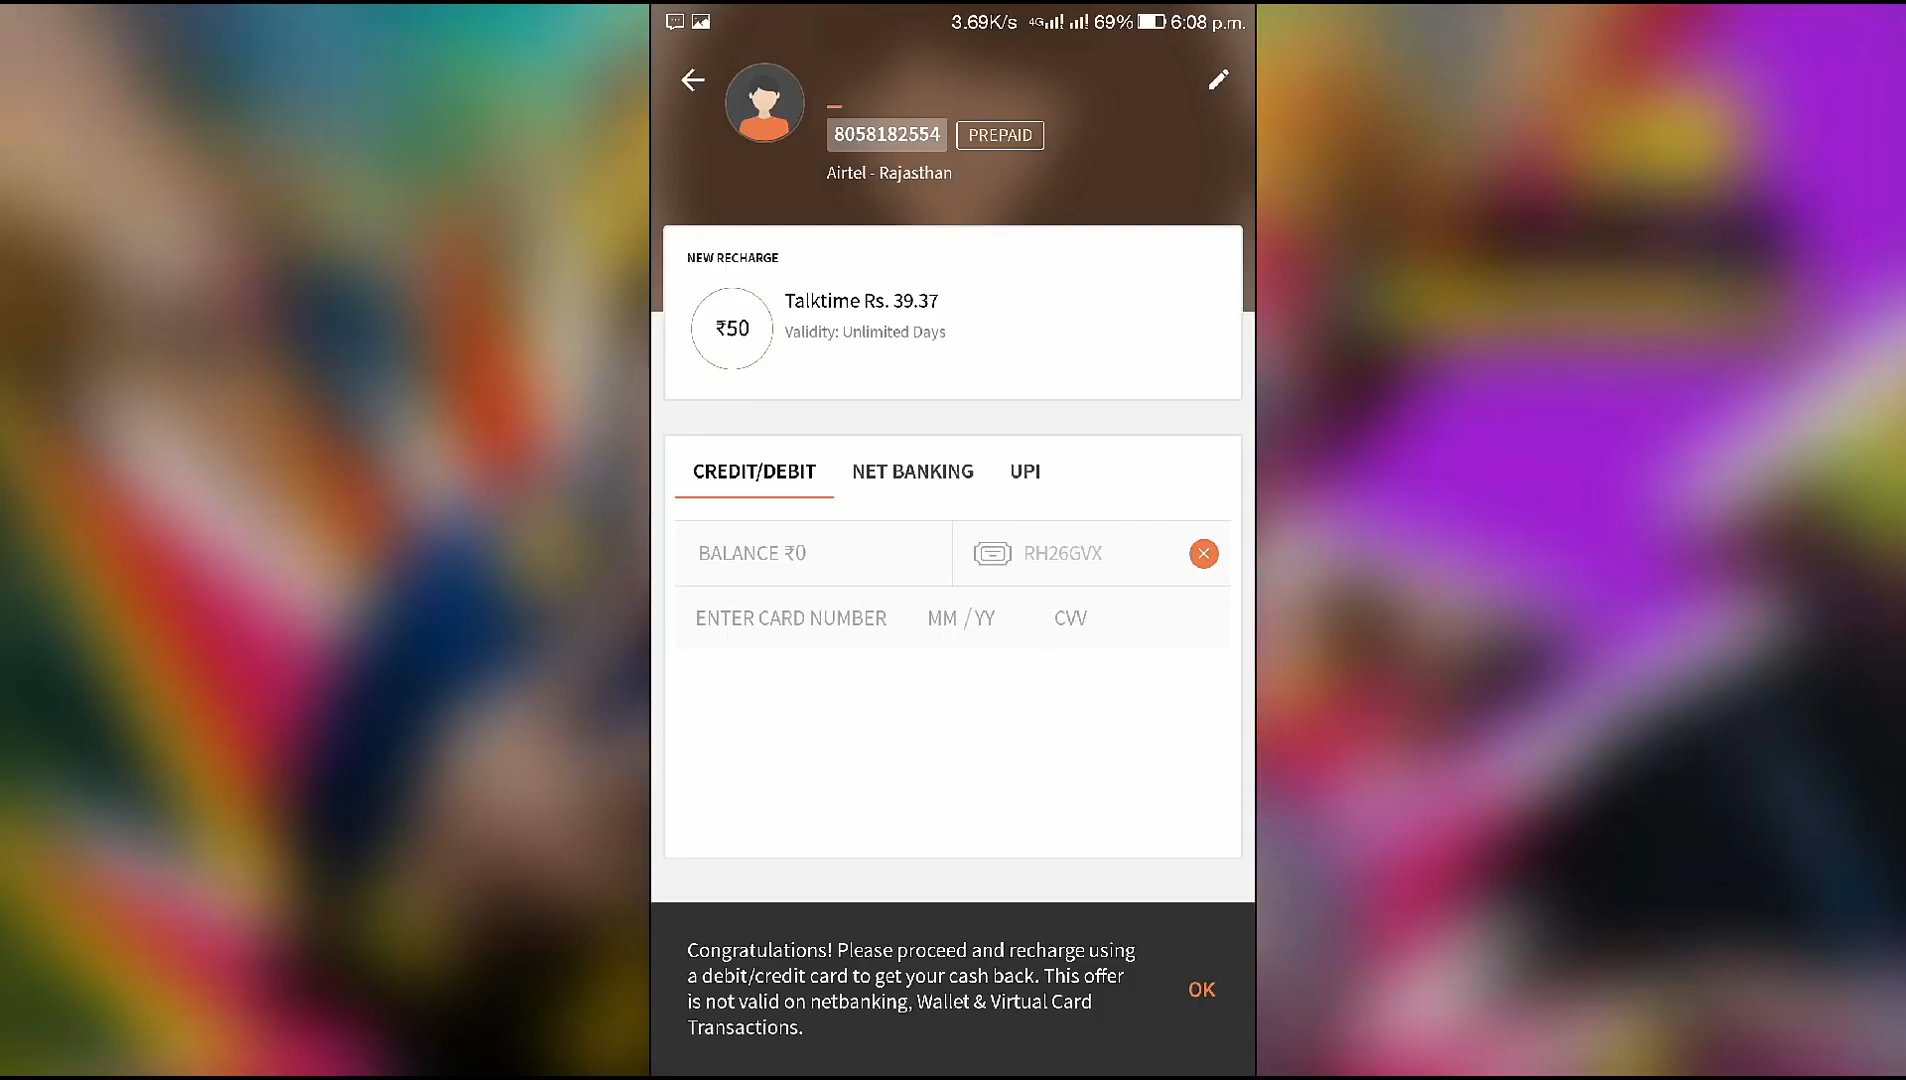 3.69K/s 4G 69% 6:08 p.m.
8058182554 PREPAID
Airtel - Rajasthan
NEW RECHARGE
₹50
Talktime Rs. 39.37
Validity: Unlimited Days
CREDIT/DEBIT NET BANKING UPI
BALANCE ₹0 RH26GVX
ENTER CARD NUMBER MM / YY CVV
Congratulations! Please proceed and recharge using
a debit/credit card to get your cash back. This offer
is not valid on netbanking, Wallet & Virtual Card
Transactions.
OK